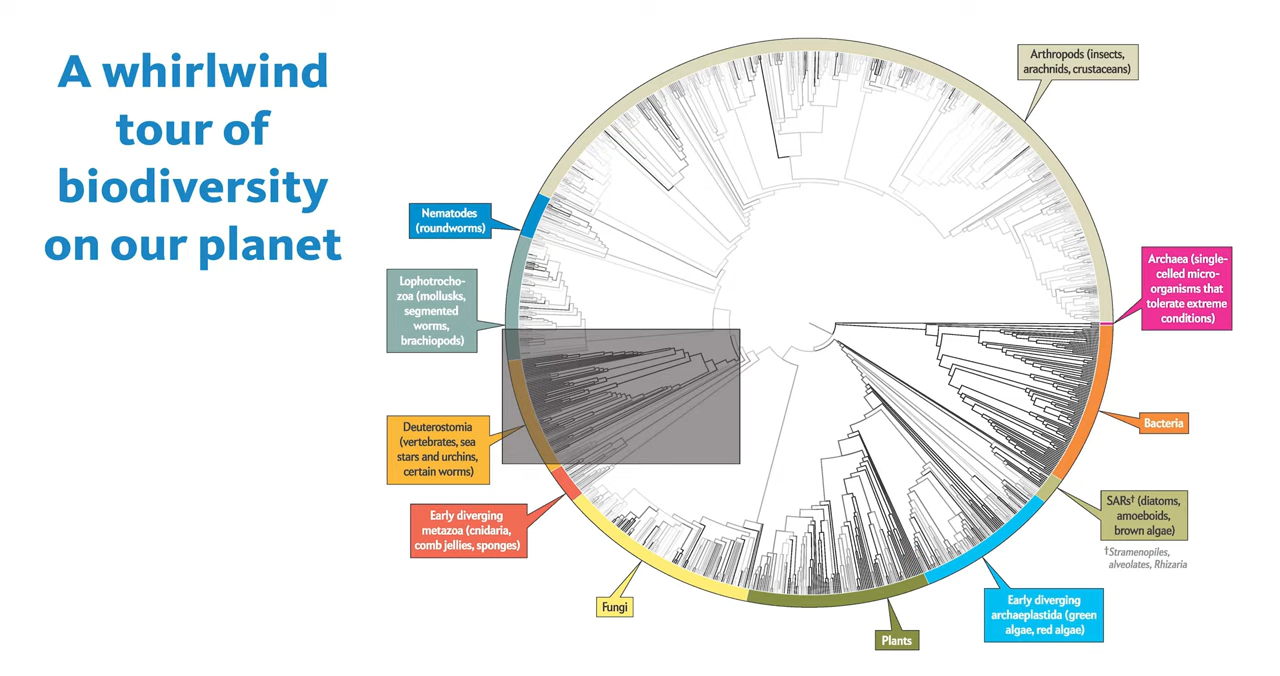 A whirlwind
tour of
biodiversity
on our planet
Arthropods (insects,
arachnids, crustaceans)
Nematodes
(roundworms)
Archaea (single-
celled micro-
organisms that
tolerate extreme
conditions)
Lophotrocho-
zoa (mollusks,
segmented
worms,
brachiopods)
Bacteria
Deuterostomia
(vertebrates, sea
stars and urchins,
certain worms)
SARs† (diatoms,
amoeboids,
brown algae)
†Stramenopiles,
alveolates, Rhizaria
Early diverging
metazoa (cnidaria,
comb jellies, sponges)
Fungi
Early diverging
archaeplastida (green
algae, red algae)
Plants